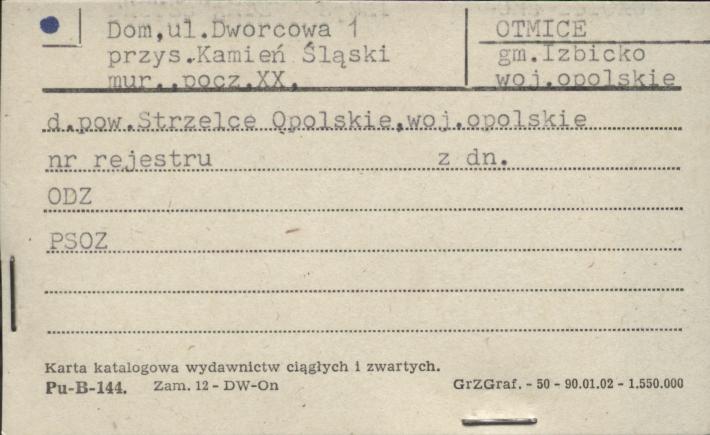 Dom,ul.Dworcowa 1
przys.Kamień Śląski
mur.,pocz.XX.
OTMICE
gm.Izbicko
woj.opolskie
d.pow.Strzelce Opolskie,woj.opolskie
nr rejestru z dn.
ODZ
PSOZ
Karta katalogowa wydawnictw ciągłych i zwartych.
Pu-B-144. Zam. 12 - DW-On GrZGraf. - 50 - 90.01.02 - 1.550.000